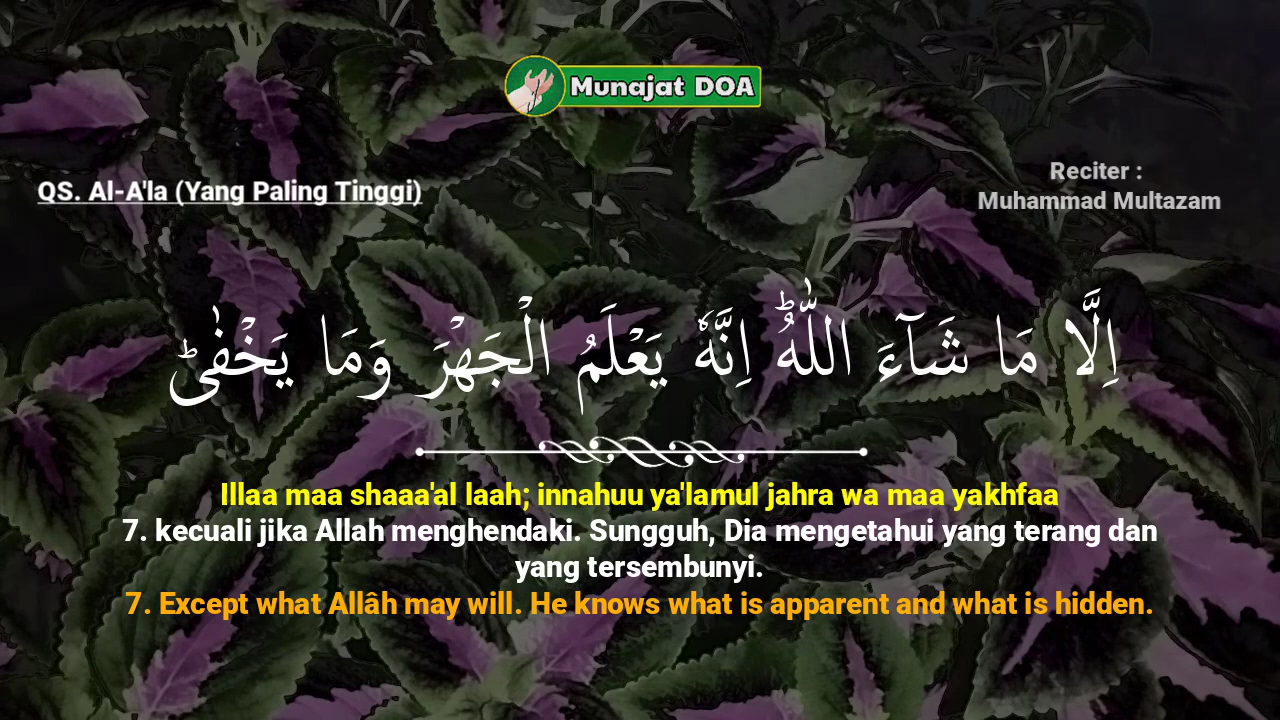 Munajat DOA
QS. Al-A'la (Yang Paling Tinggi)
Reciter :
Muhammad Multazam
اِلَّا مَا شَاۤءَ اللّٰهُ ۗاِنَّهٗ يَعْلَمُ الْجَهْرَ وَمَا يَخْفٰىۗ
Illaa maa shaaa'al laah; innahuu ya'lamul jahra wa maa yakhfaa
7. kecuali jika Allah menghendaki. Sungguh, Dia mengetahui yang terang dan
yang tersembunyi.
7. Except what Allâh may will. He knows what is apparent and what is hidden.